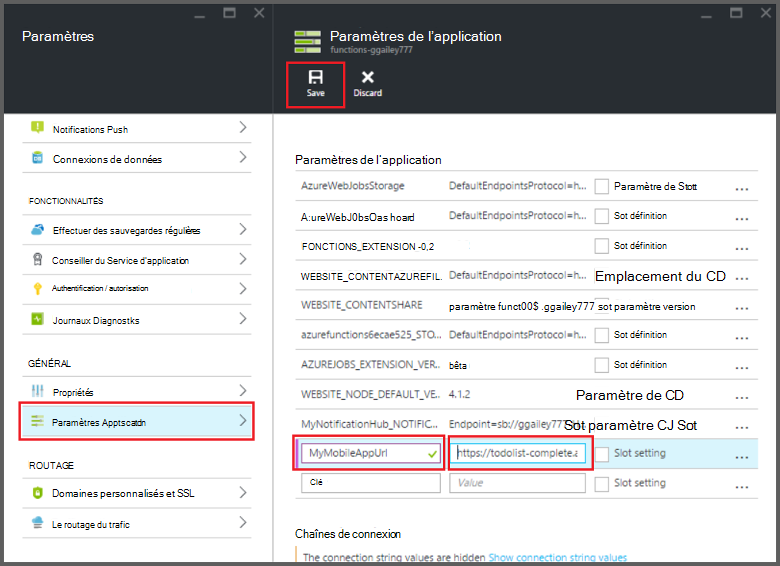 Paramètres
Paramètres de l'application
functions-ggailey777
Save
Discard
Notifications Push
Connexions de données
FONCTIONNALITÉS
Effectuer des sauvegardes régulières
Conseiller du Service d'application
Authentification / autorisation
Journaux Diagnostks
GÉNÉRAL
Propriétés
Paramètres Apptscatdn
ROUTAGE
Domaines personnalisés et SSL
Le routage du trafic
Paramètres de l'application
AzureWebJobsStorage DefaultEndpointsProtocol=h... Paramètre de Stott ...
A:ureWebJ0bsOas hoard DefaultEndpointsProtocol=h... Sot définition ...
FONCTIONS_EXTENSION -0,2 Sot définition ...
WEBSITE_CONTENTAZUREFIL... DefaultEndpointsProtocol=h... Emplacement du CD ...
WEBSITE_CONTENTSHARE paramètre funct00$ .ggailey777 sot paramètre version ...
azurefunctions6ecae525_STO... DefaultEndpointsProtocol=h... Sot définition ...
AZUREJOBS_EXTENSION_VER... bêta Sot définition ...
WEBSITE_NODE_DEFAULT_VE... 4.1.2 Paramètre de CD ...
MyNotificationHub_NOTIFIC... Endpoint=sb://ggailey777 Sot paramètre CJ Sot ...
MyMobileAppUrl https://todolist-complete.a Slot setting ...
Clé Value Slot setting ...
Chaînes de connexion
The connection string values are hidden Show connection string values